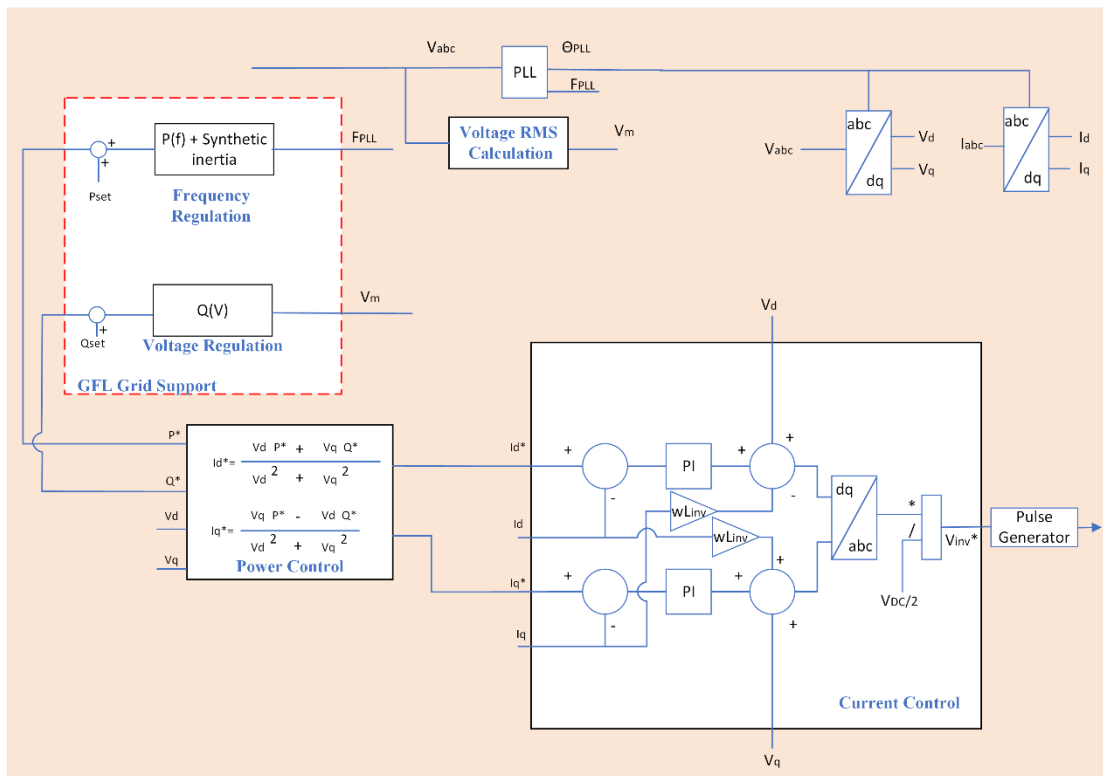 Vabc
PLL
ΘPLL
FPLL
Voltage RMS
Calculation
Vm
abc
dq
Vabc
Vd
Vq
abc
dq
Iabc
Id
Iq
+
+
Pset
P(f) + Synthetic
inertia
FPLL
Frequency
Regulation
+
Qset
Q(V)
Vm
Voltage Regulation
GFL Grid Support
P*
Q*
Vd
Vq
Id*= Vd P* + Vq Q*
Vd 2 + Vq 2
Iq*= Vq P* - Vd Q*
Vd 2 + Vq 2
Power Control
Vd
Id*
+
-
PI
+
+
-
wLinv
Id
wLinv
Iq*
+
-
PI
+
+
+
Iq
dq
abc
*
/
VDC/2
Vinv*
Pulse
Generator
Current Control
Vq